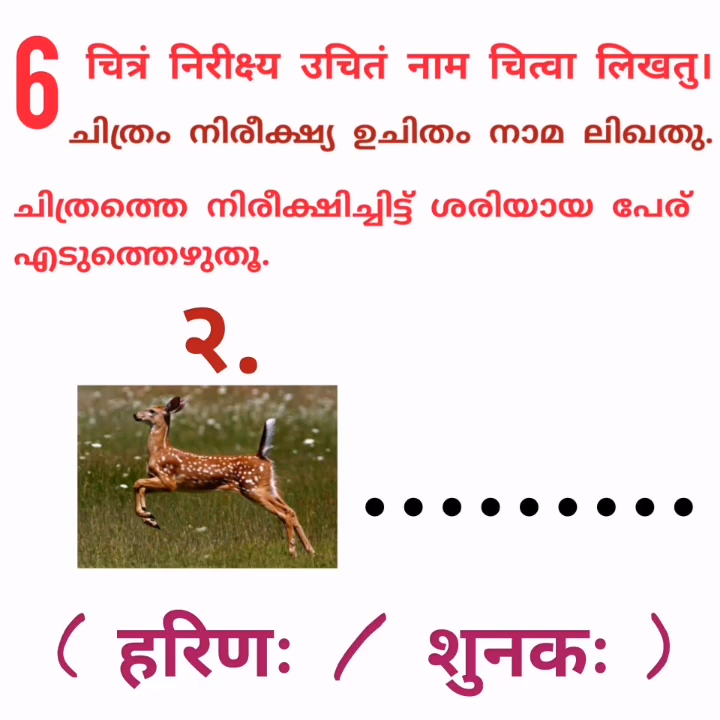 6 चित्रं निरीक्ष्य उचितं नाम चित्वा लिखतु।
ചിത്രം നിരീക്ഷ്യ ഉചിതം നാമ ലിഖതു.
ചിത്രത്തെ നിരീക്ഷിച്ചിട്ട് ശരിയായ പേര്
എടുത്തെഴുതൂ.
२.
.........
( हरिणः / शुनकः )